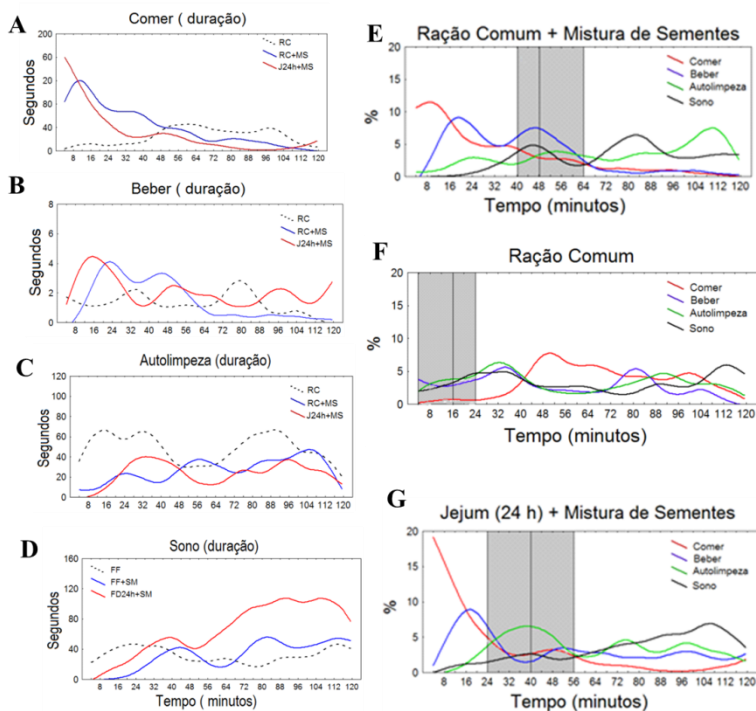 A
Comer ( duração)
Segundos
200
20
80
40
0
RC
RC+MS
J24h+MS
8 16 24 32 40 48 56 64 72 80 88 96 104 112 120
B
Beber ( duração)
Segundos
8
6
4
2
0
RC
RC+MS
J24h+MS
8 16 24 32 40 48 56 64 72 80 88 96 104 112 120
C
Autolimpeza (duração)
Segundos
120
100
80
60
40
20
0
RC
RC+MS
J24h+MS
8 16 24 32 40 48 56 64 72 80 88 96 104 112 120
D
Sono (duração)
Segundos
160
120
80
40
0
FF
FF+SM
FD24h+SM
8 16 24 32 40 48 56 64 72 80 88 96 104 112 120
Tempo ( minutos)
E
Ração Comum + Mistura de Sementes
%
20
15
10
5
0
Comer
Beber
Autolimpeza
Sono
8 16 24 32 40 48 56 64 72 80 88 96 104 112 120
Tempo (minutos)
F
Ração Comum
%
20
15
10
5
0
Comer
Beber
Autolimpeza
Sono
8 16 24 32 40 48 56 64 72 80 88 96 104 112 120
Tempo (minutos)
G
Jejum (24 h) + Mistura de Sementes
%
20
15
10
5
0
Comer
Beber
Autolimpeza
Sono
8 16 24 32 40 48 56 64 72 80 88 96 104 112 120
Tempo (minutos)